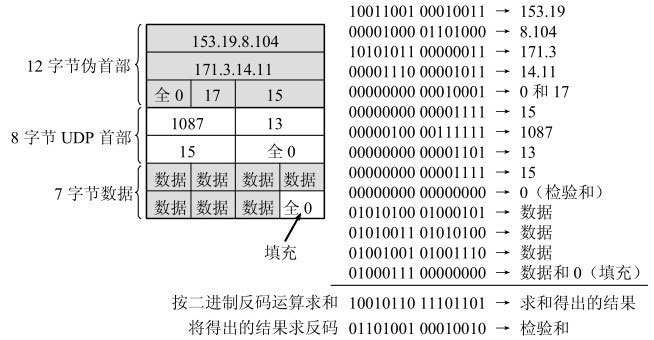 12 字节伪首部
153.19.8.104
171.3.14.11
全 0 17 15
8 字节 UDP 首部
1087 13
15 全 0
7 字节数据
数据 数据 数据 数据
数据 数据 数据 全 0
填充
10011001 00010011 → 153.19
00001000 01101000 → 8.104
10101011 00000011 → 171.3
00001110 00001011 → 14.11
00000000 00010001 → 0 和 17
00000000 00001111 → 15
00000100 00111111 → 1087
00000000 00001101 → 13
00000000 00001111 → 15
00000000 00000000 → 0（检验和）
01010100 01000101 → 数据
01010011 01010100 → 数据
01001001 01001110 → 数据
01000111 00000000 → 数据和 0（填充）
按二进制反码运算求和 10010110 11101101 → 求和得出的结果
将得出的结果求反码 01101001 00010010 → 检验和